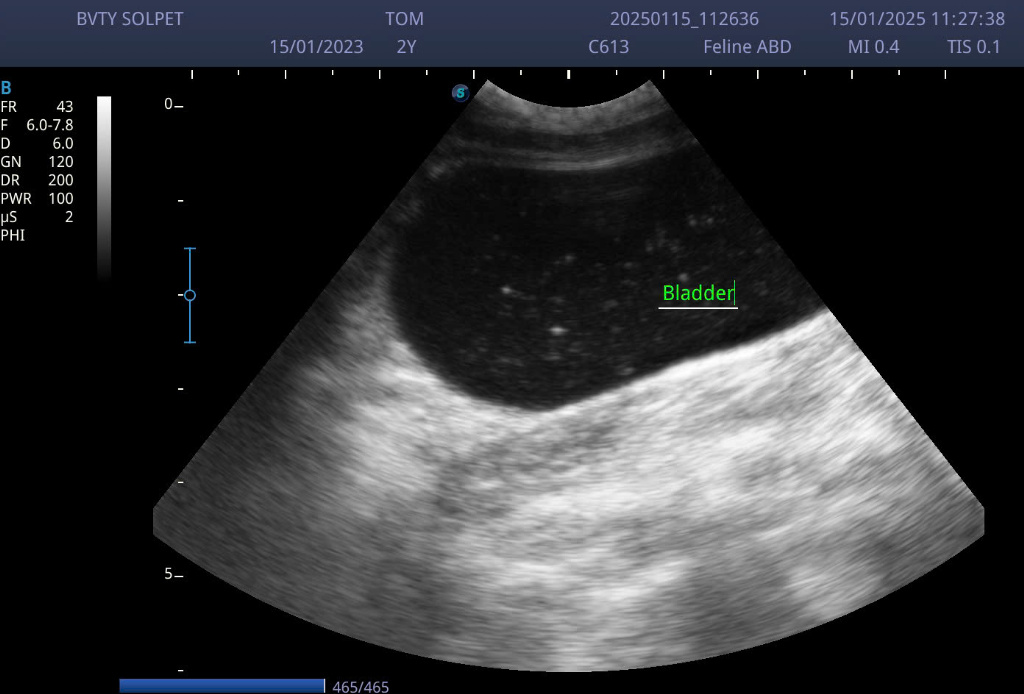 BVTY SOLPET TOM 20250115_112636 15/01/2025 11:27:38
15/01/2023 2Y C613 Feline ABD MI 0.4 TIS 0.1
B
S
FR 43
F 6.0-7.8
D 6.0
GN 120
DR 200
PWR 100
µS 2
PHI
0
Bladder
5
465/465